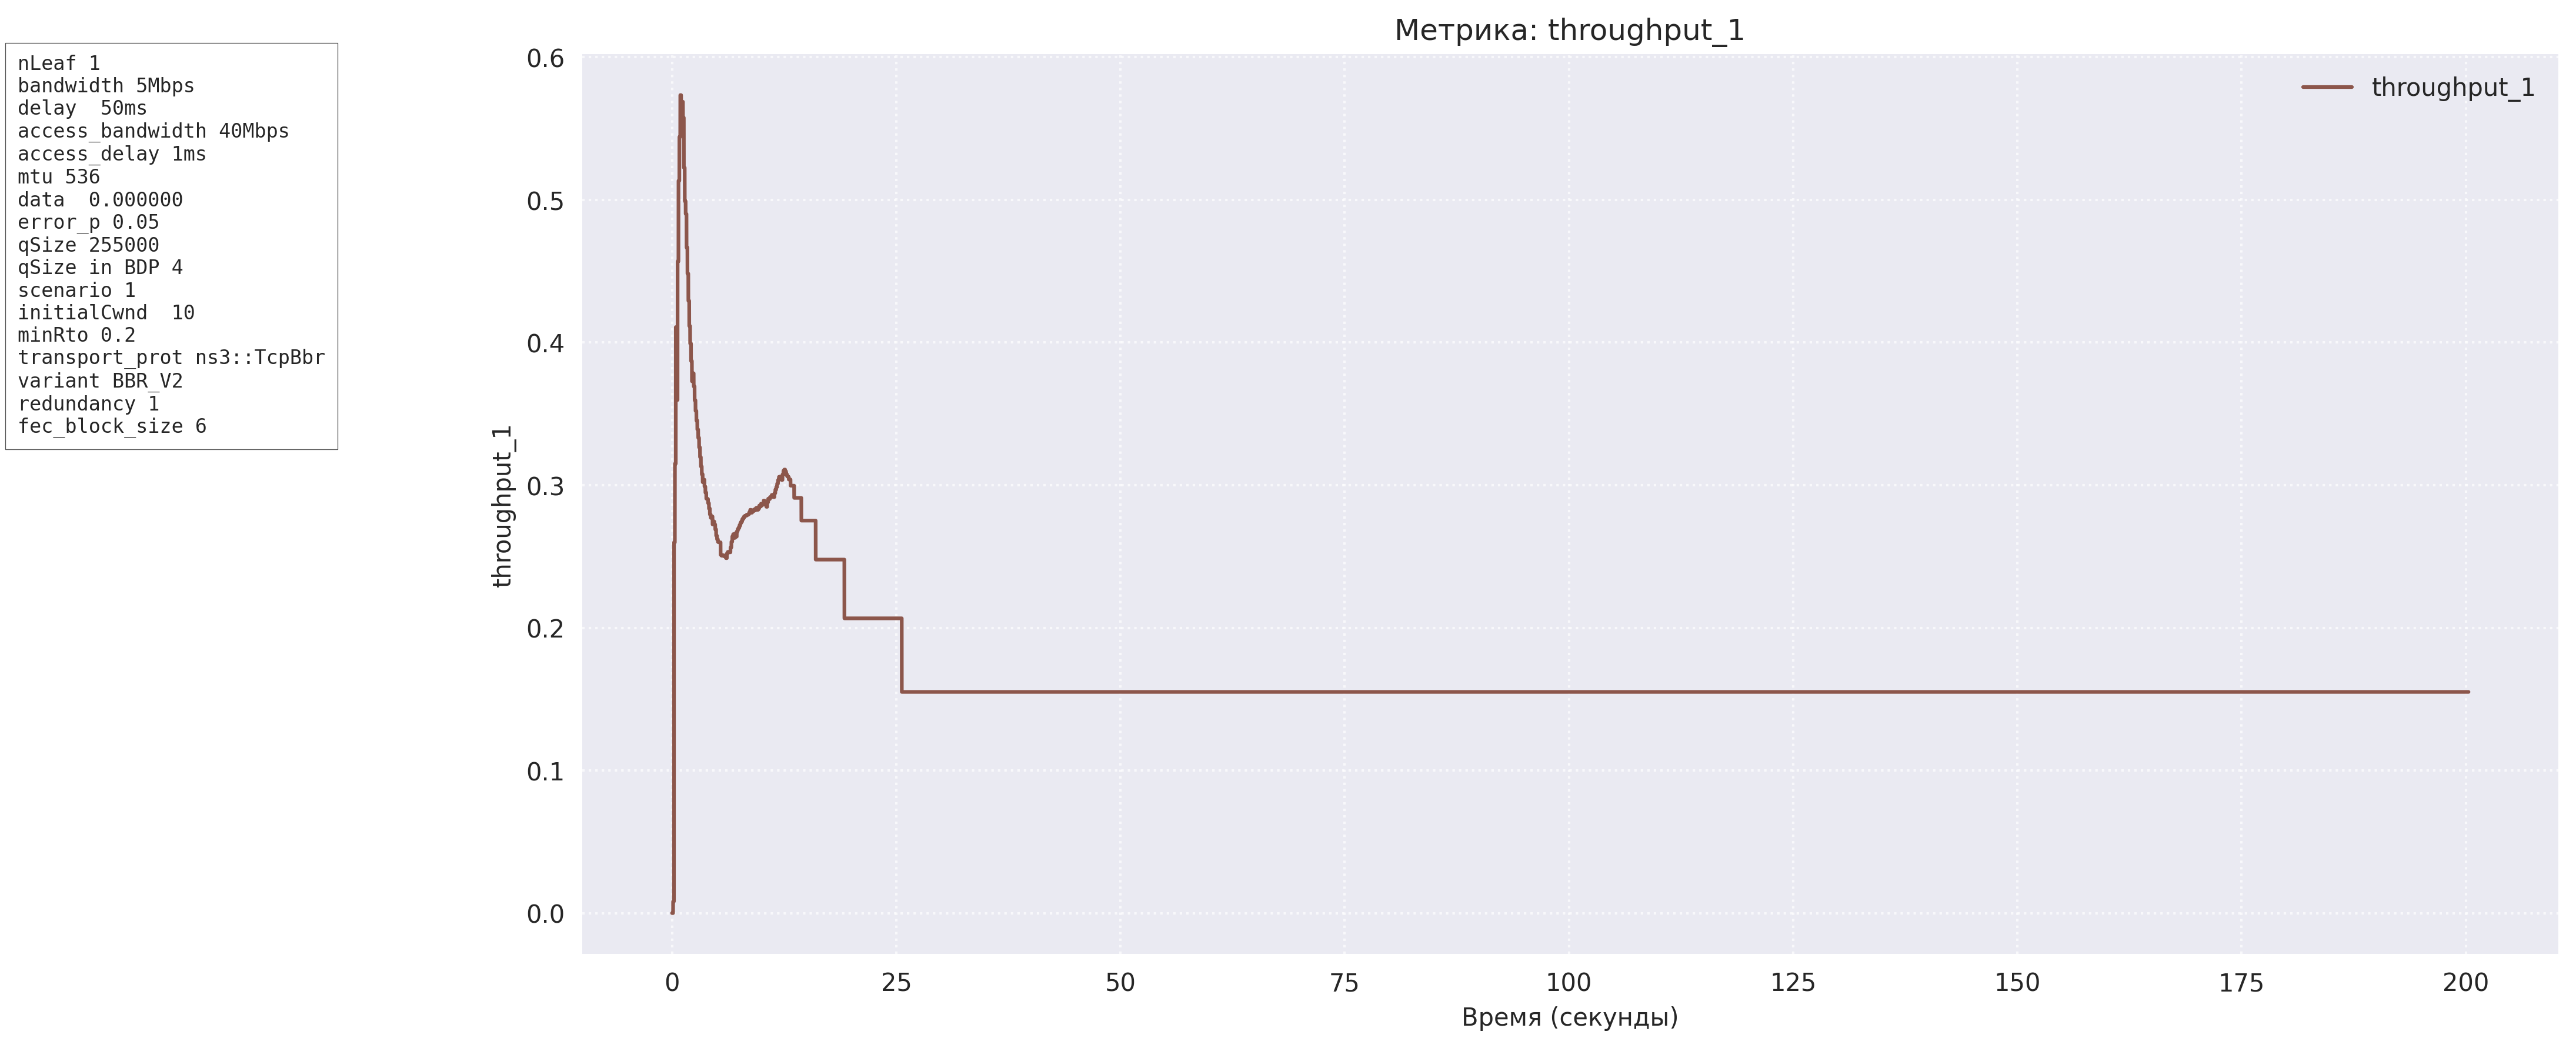 Метрика: throughput_1
nLeaf 1
bandwidth 5Mbps
delay  50ms
access_bandwidth 40Mbps
access_delay 1ms
mtu 536
data  0.000000
error_p 0.05
qSize 255000
qSize in BDP 4
scenario 1
initialCwnd  10
minRto 0.2
transport_prot ns3::TcpBbr
variant BBR_V2
redundancy 1
fec_block_size 6
throughput_1
throughput_1
0.6
0.5
0.4
0.3
0.2
0.1
0.0
0 25 50 75 100 125 150 175 200
Время (секунды)